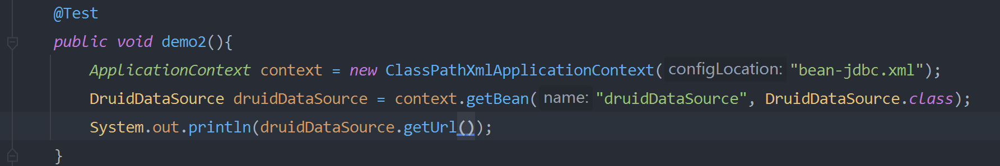 @Test
public void demo2(){
ApplicationContext context = new ClassPathXmlApplicationContext( configLocation: "bean-jdbc.xml");
DruidDataSource druidDataSource = context.getBean( name: "druidDataSource", DruidDataSource.class);
System.out.println(druidDataSource.getUrl());
}